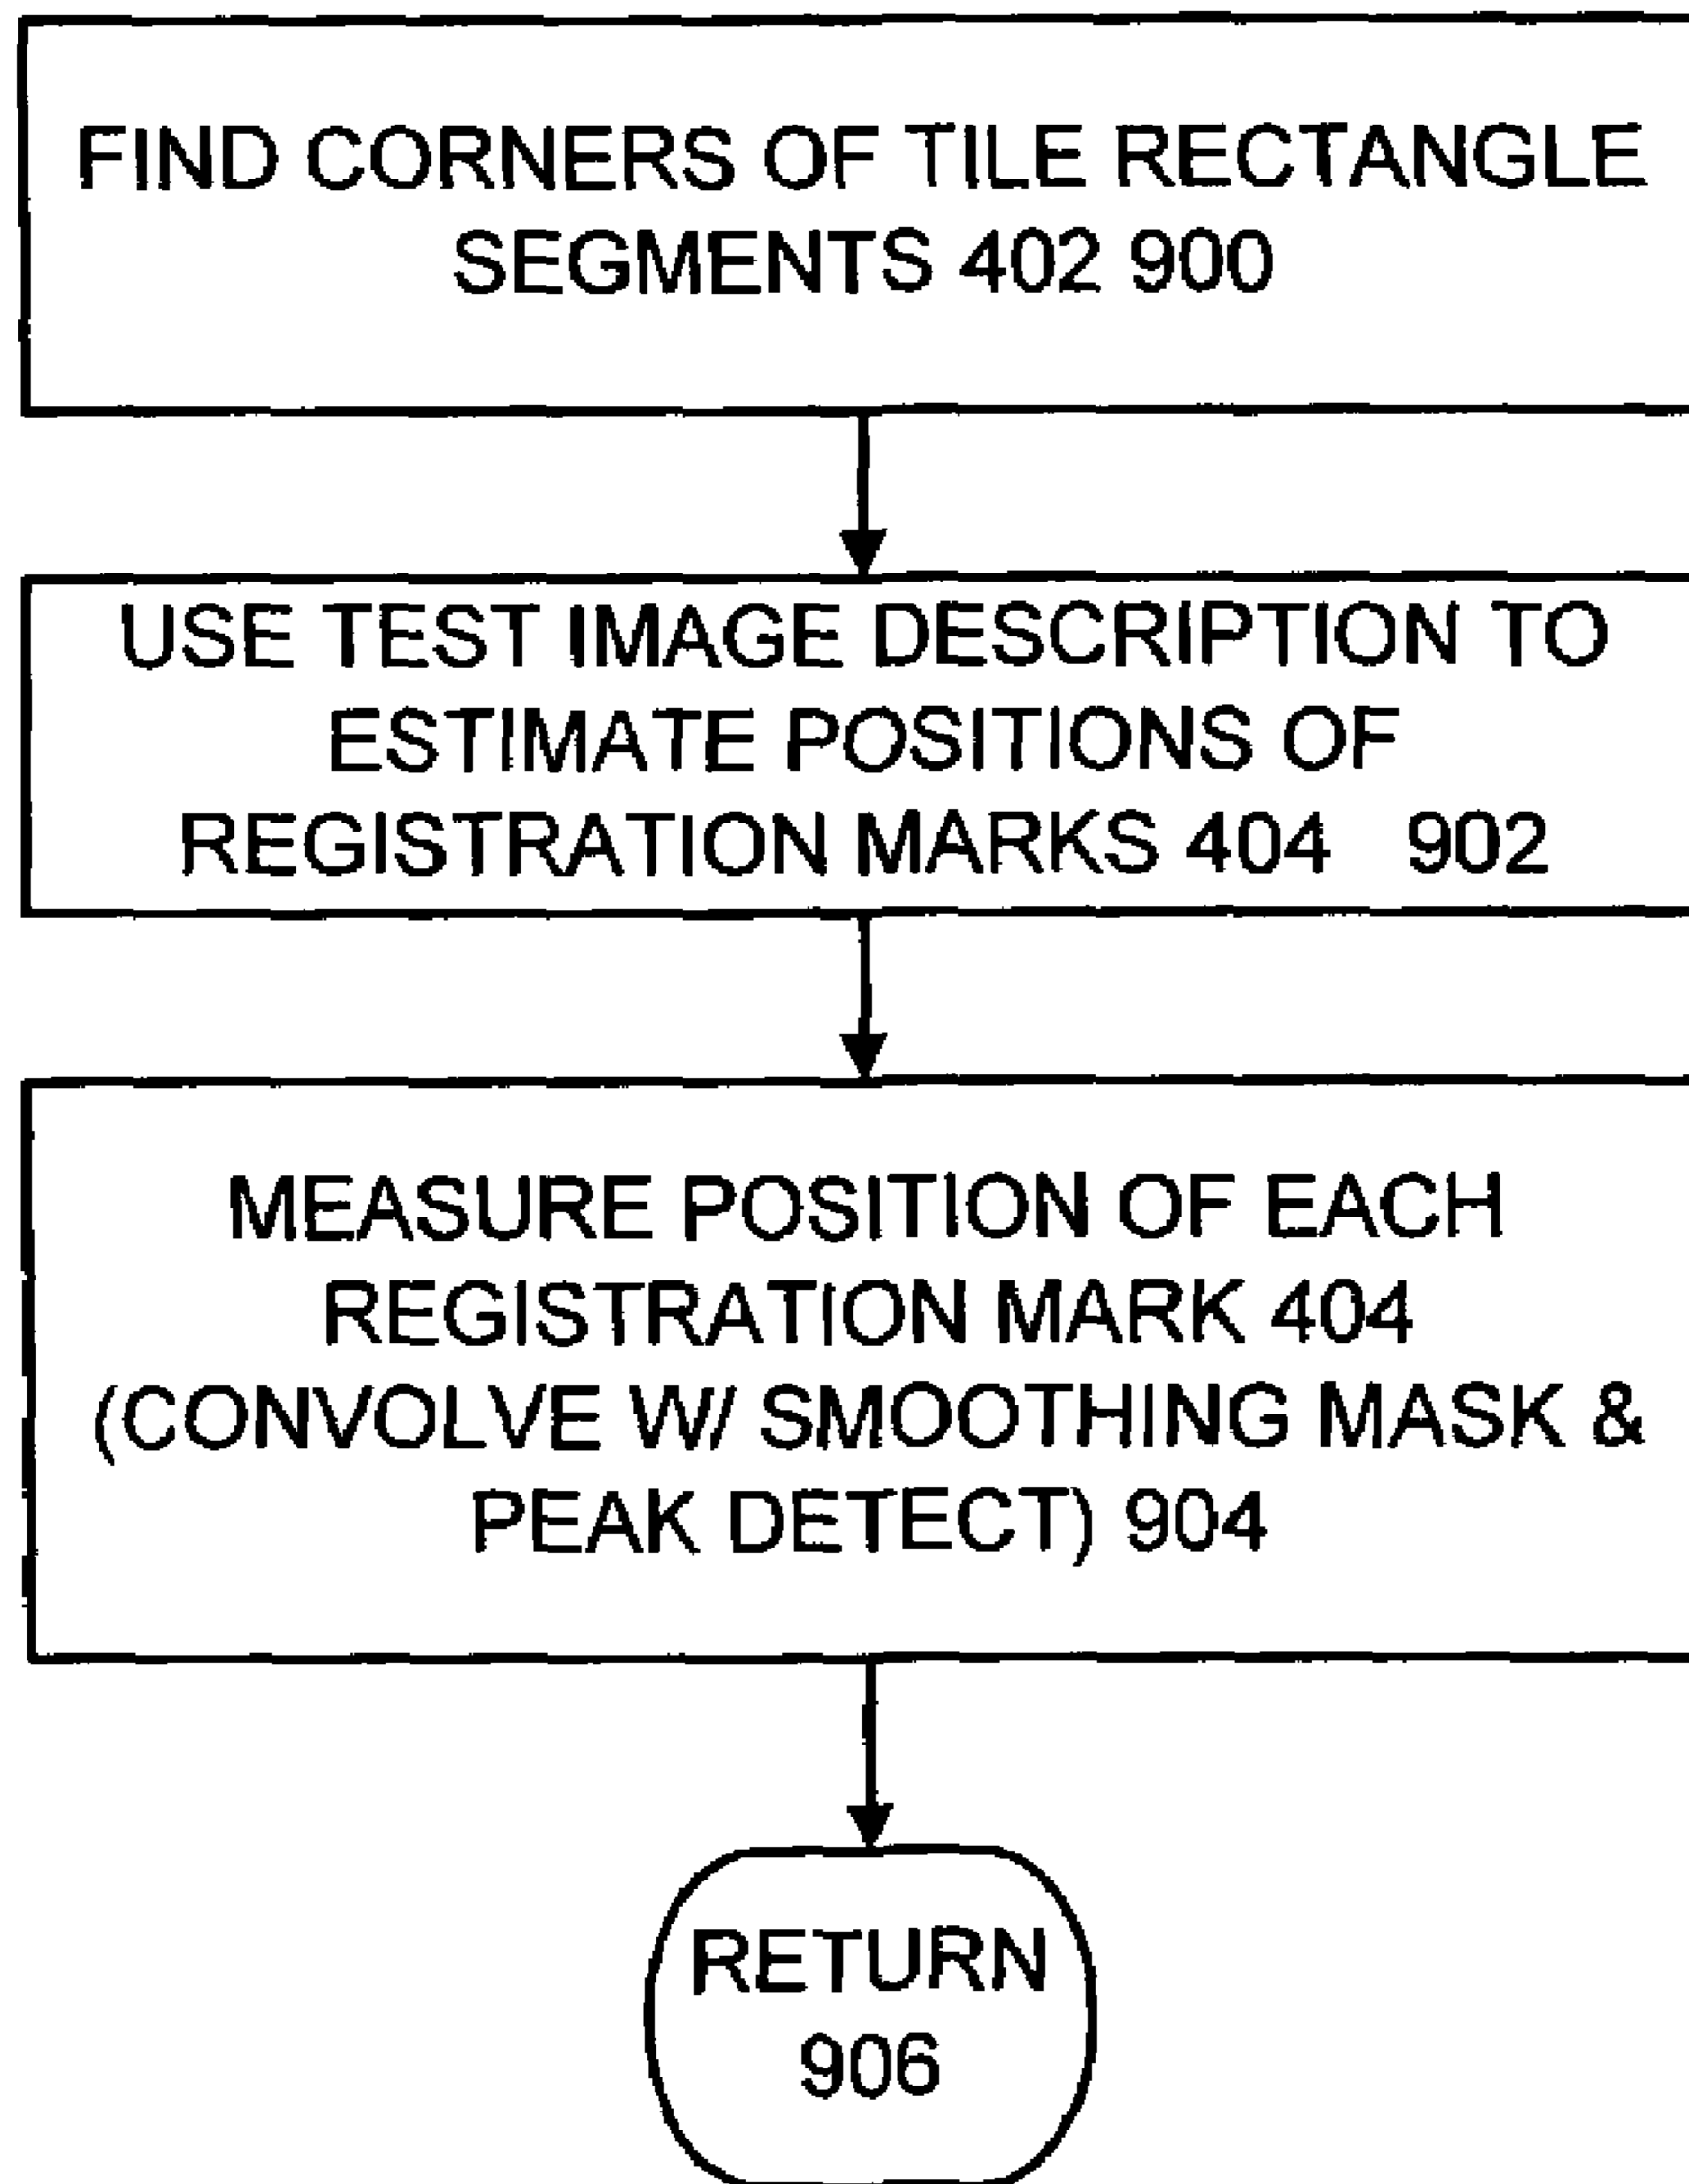 FIND CORNERS OF TILE RECTANGLE
SEGMENTS 402 900
USE TEST IMAGE DESCRIPTION TO
ESTIMATE POSITIONS OF
REGISTRATION MARKS 404 902
MEASURE POSITION OF EACH
REGISTRATION MARK 404
(CONVOLVE W/ SMOOTHING MASK &
PEAK DETECT) 904
RETURN
906